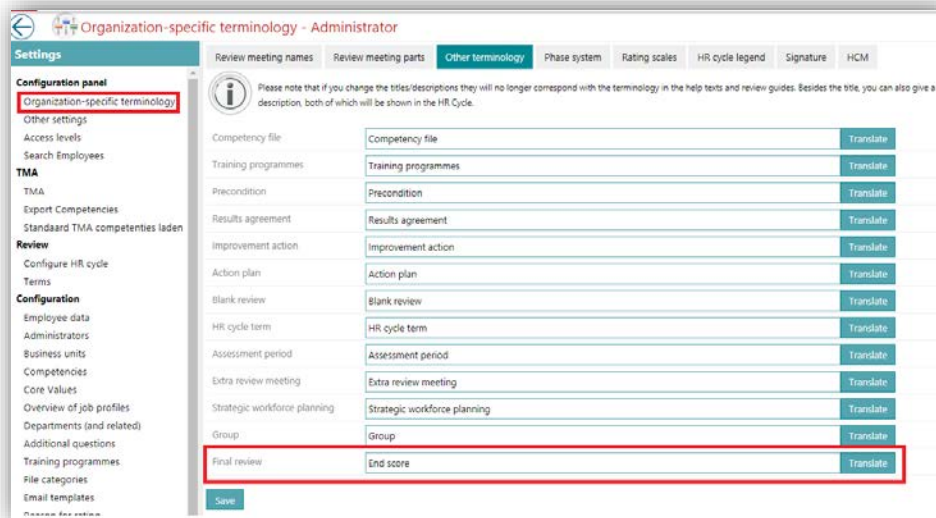 Organization-specific terminology - Administrator
Settings
Configuration panel
Organization-specific terminology
Other settings
Access levels
Search Employees
TMA
TMA
Export Competencies
Standaard TMA competenties laden
Review
Configure HR cycle
Terms
Configuration
Employee data
Administrators
Business units
Competencies
Core Values
Overview of job profiles
Departments (and related)
Additional questions
Training programmes
File categories
Email templates
Reason for rating
Review meeting names Review meeting parts Other terminology Phase system Rating scales HR cycle legend Signature HCM
Please note that if you change the titles/descriptions they will no longer correspond with the terminology in the help texts and review guides. Besides the title, you can also give a
description, both of which will be shown in the HR Cycle.
Competency file Competency file Translate
Training programmes Training programmes Translate
Precondition Precondition Translate
Results agreement Results agreement Translate
Improvement action Improvement action Translate
Action plan Action plan Translate
Blank review Blank review Translate
HR cycle term HR cycle term Translate
Assessment period Assessment period Translate
Extra review meeting Extra review meeting Translate
Strategic workforce planning Strategic workforce planning Translate
Group Group Translate
Final review End score Translate
Save